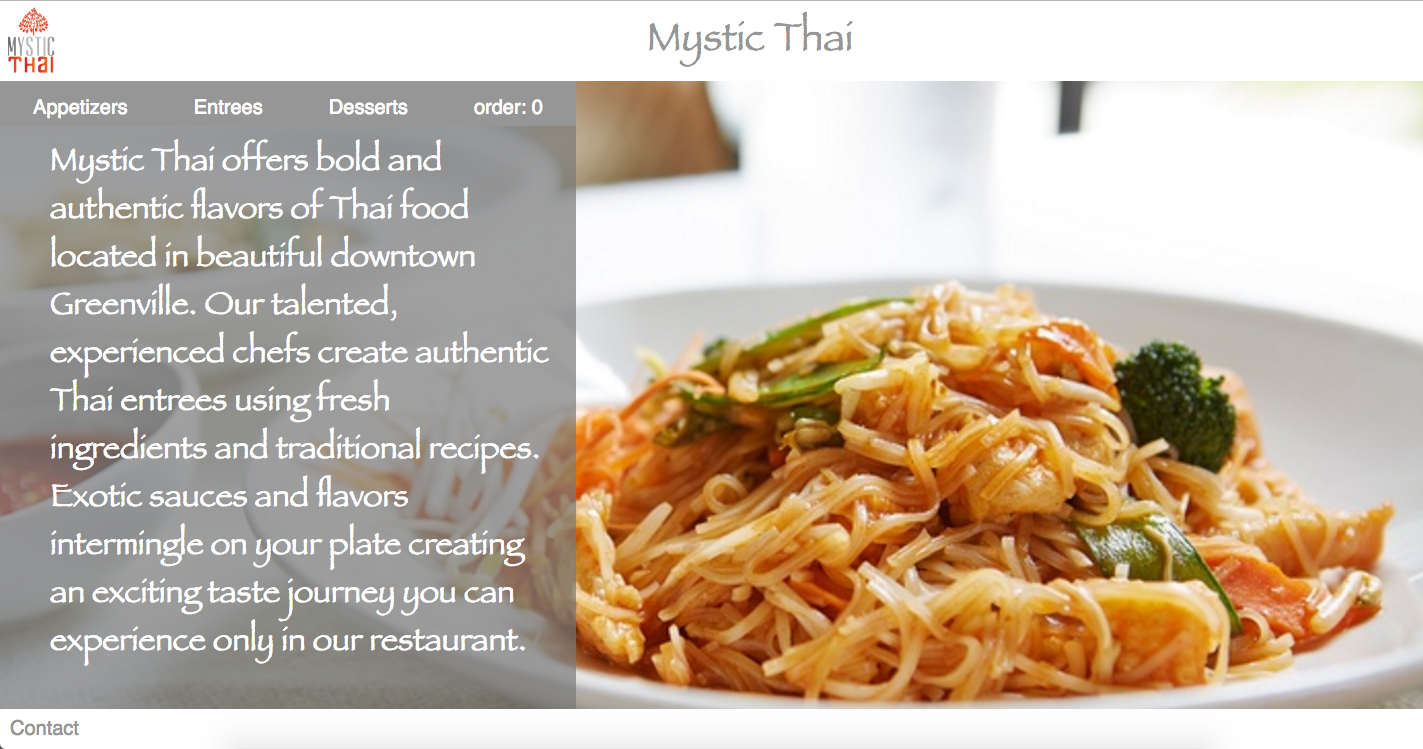 MYSTIC
THAI
Mystic Thai
Appetizers Entrees Desserts order: 0
Mystic Thai offers bold and
authentic flavors of Thai food
located in beautiful downtown
Greenville. Our talented,
experienced chefs create authentic
Thai entrees using fresh
ingredients and traditional recipes.
Exotic sauces and flavors
intermingle on your plate creating
an exciting taste journey you can
experience only in our restaurant.
Contact